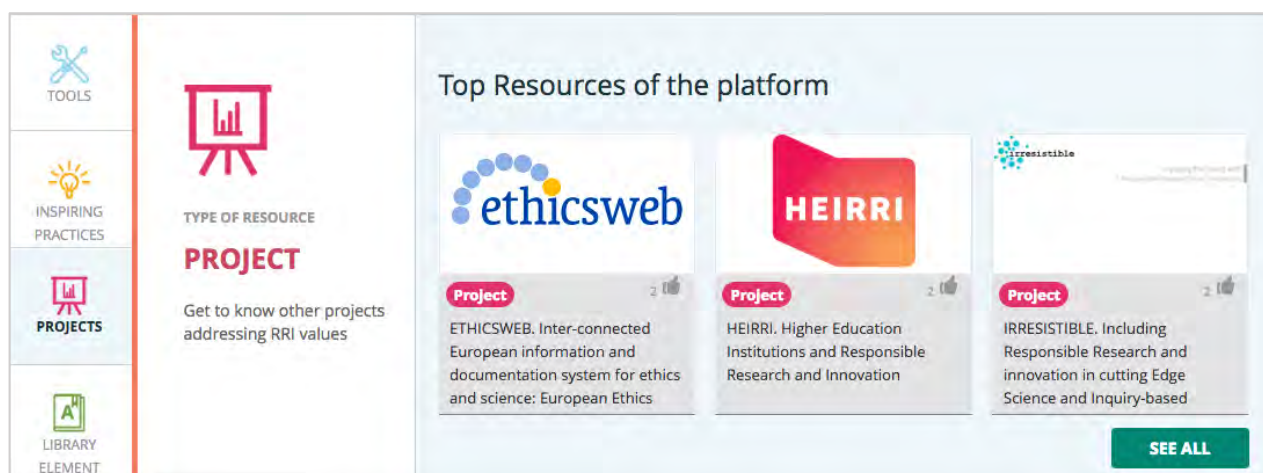 TOOLS
INSPIRING
PRACTICES
PROJECTS
LIBRARY
ELEMENT
TYPE OF RESOURCE
PROJECT
Get to know other projects
addressing RRI values
Top Resources of the platform
ethicsweb
Project
2
ETHICSWEB. Inter-connected
European information and
documentation system for ethics
and science: European Ethics
HEIRRI
Project
2
HEIRRI. Higher Education
Institutions and Responsible
Research and Innovation
irresistible
Project
2
IRRESISTIBLE. Including
Responsible Research and
innovation in cutting Edge
Science and Inquiry-based
SEE ALL